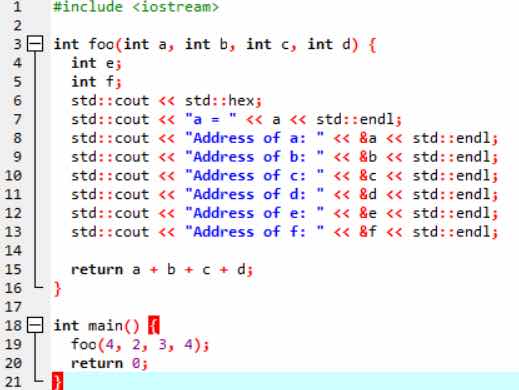 1 #include <iostream>
2
3 int foo(int a, int b, int c, int d) {
4 int e;
5 int f;
6 std::cout << std::hex;
7 std::cout << "a = " << a << std::endl;
8 std::cout << "Address of a: " << &a << std::endl;
9 std::cout << "Address of b: " << &b << std::endl;
10 std::cout << "Address of c: " << &c << std::endl;
11 std::cout << "Address of d: " << &d << std::endl;
12 std::cout << "Address of e: " << &e << std::endl;
13 std::cout << "Address of f: " << &f << std::endl;
14
15 return a + b + c + d;
16 }
17
18 int main() {
19 foo(4, 2, 3, 4);
20 return 0;
21 }